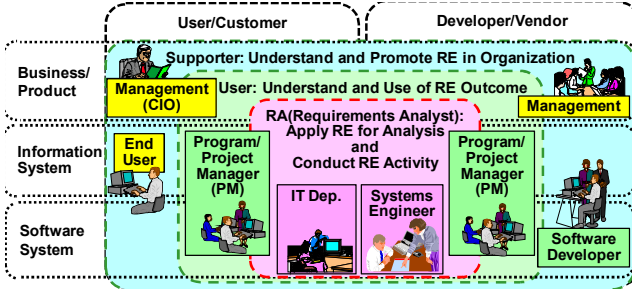 User/Customer
Developer/Vendor
Business/
Product
Supporter: Understand and Promote RE in Organization
Management
(CIO)
User: Understand and Use of RE Outcome
Management
RA(Requirements Analyst):
Apply RE for Analysis
and
Conduct RE Activity
Information
System
End
User
Program/
Project
Manager
(PM)
Program/
Project
Manager
(PM)
IT Dep.
Systems
Engineer
Software
System
Software
Developer